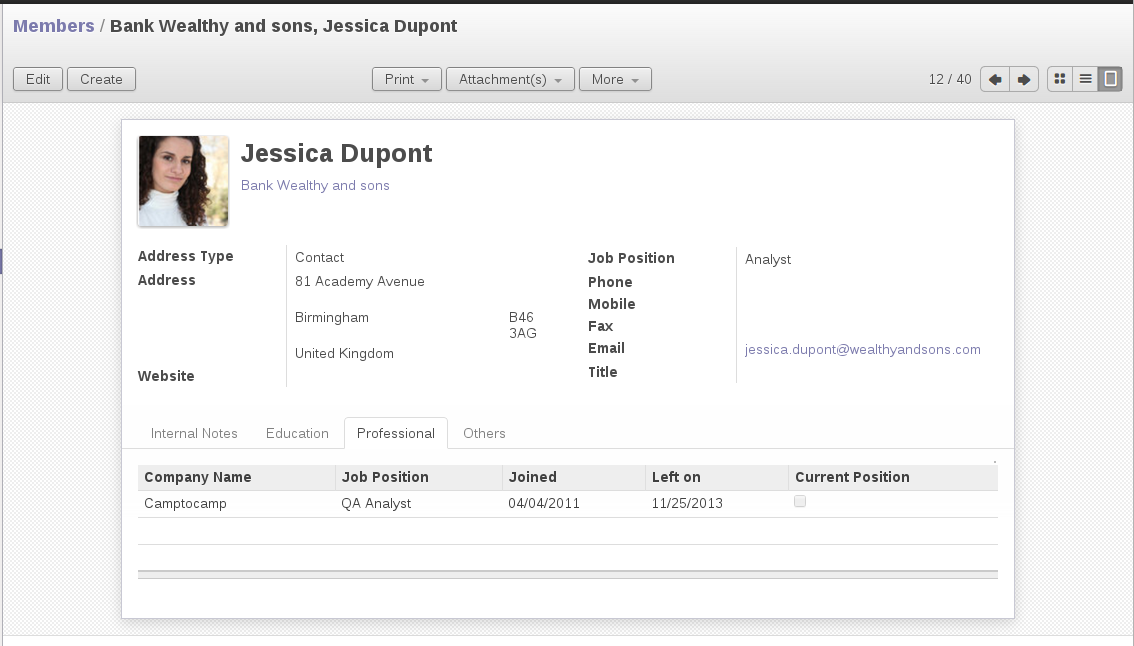 Members / Bank Wealthy and sons, Jessica Dupont
Edit Create Print Attachment(s) More 12 / 40
Jessica Dupont
Bank Wealthy and sons
Address Type Contact
Address 81 Academy Avenue
Birmingham B46 3AG
United Kingdom
Website
Job Position Analyst
Phone
Mobile
Fax
Email jessica.dupont@wealthyandsons.com
Title
Internal Notes Education Professional Others
Company Name Job Position Joined Left on Current Position
Camptocamp QA Analyst 04/04/2011 11/25/2013